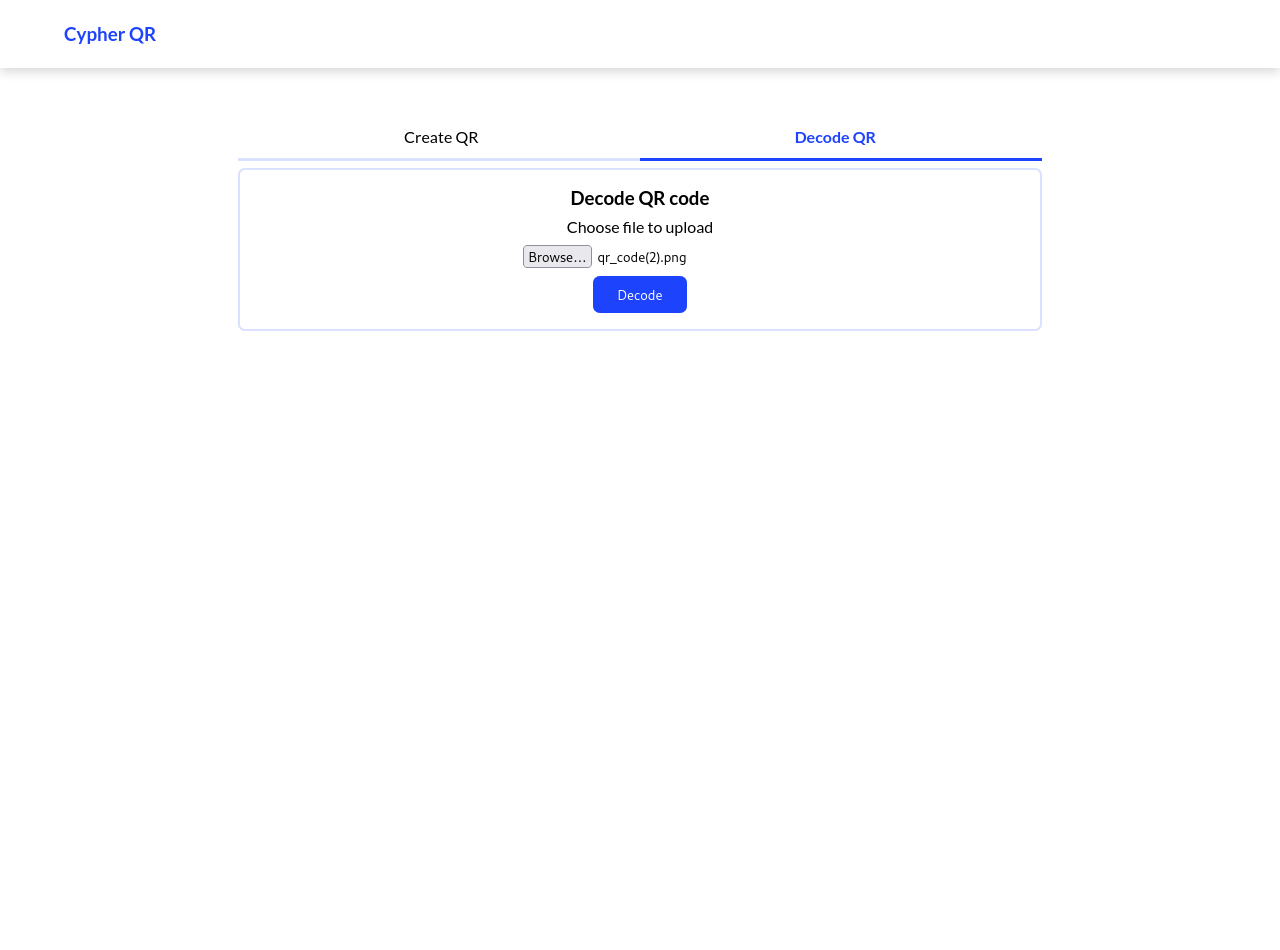 Cypher QR
Create QR
Decode QR
Decode QR code
Choose file to upload
Browse… qr_code(2).png
Decode